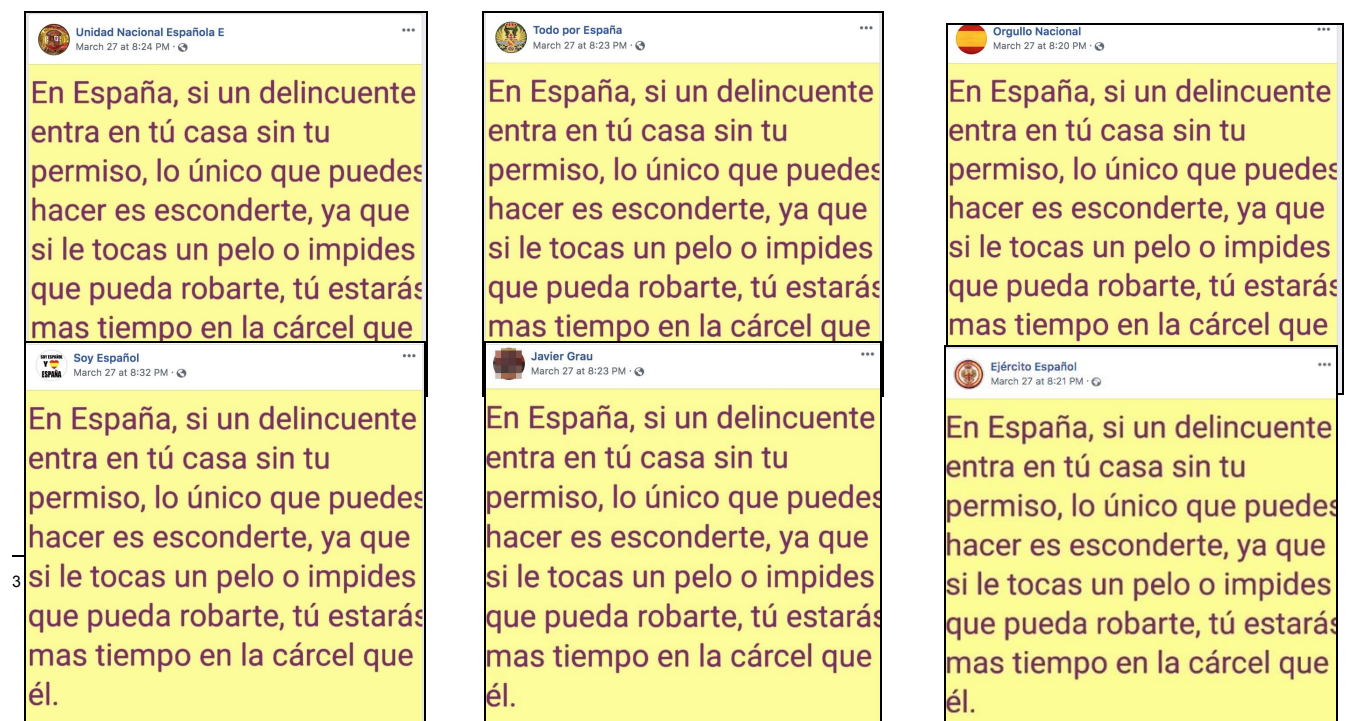 Unidad Nacional Española E
March 27 at 8:24 PM ·
En España, si un delincuente
entra en tú casa sin tu
permiso, lo único que puedes
hacer es esconderte, ya que
si le tocas un pelo o impides
que pueda robarte, tú estarás
mas tiempo en la cárcel que
Todo por España
March 27 at 8:23 PM ·
En España, si un delincuente
entra en tú casa sin tu
permiso, lo único que puedes
hacer es esconderte, ya que
si le tocas un pelo o impides
que pueda robarte, tú estarás
mas tiempo en la cárcel que
Orgullo Nacional
March 27 at 8:20 PM ·
En España, si un delincuente
entra en tú casa sin tu
permiso, lo único que puedes
hacer es esconderte, ya que
si le tocas un pelo o impides
que pueda robarte, tú estarás
mas tiempo en la cárcel que
SOY ESPAÑOL
Y
ESPAÑA
Soy Español
March 27 at 8:32 PM ·
En España, si un delincuente
entra en tú casa sin tu
permiso, lo único que puedes
hacer es esconderte, ya que
si le tocas un pelo o impides
que pueda robarte, tú estarás
mas tiempo en la cárcel que
él.
Javier Grau
March 27 at 8:23 PM ·
En España, si un delincuente
entra en tú casa sin tu
permiso, lo único que puedes
hacer es esconderte, ya que
si le tocas un pelo o impides
que pueda robarte, tú estarás
mas tiempo en la cárcel que
él.
Ejército Español
March 27 at 8:21 PM ·
En España, si un delincuente
entra en tú casa sin tu
permiso, lo único que puedes
hacer es esconderte, ya que
si le tocas un pelo o impides
que pueda robarte, tú estarás
mas tiempo en la cárcel que
él.
3